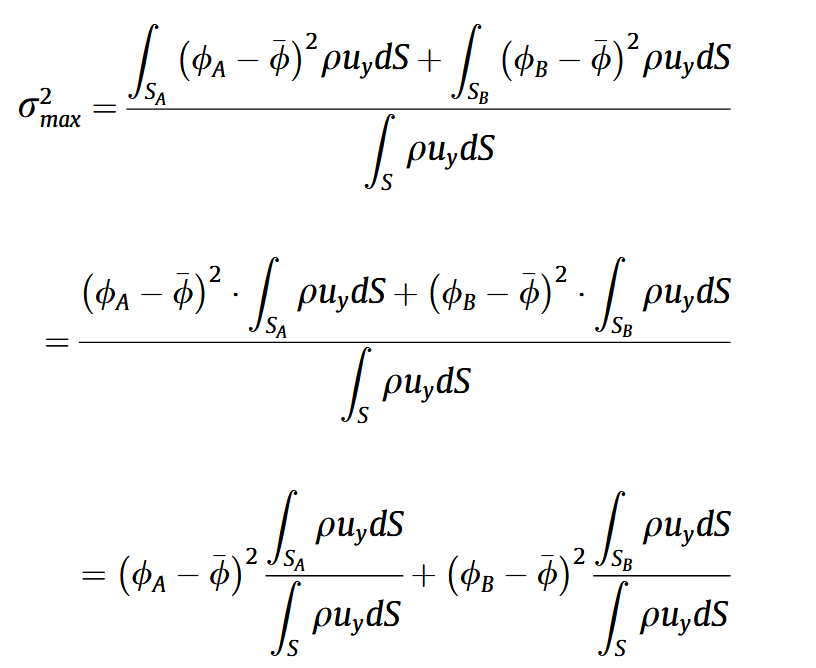 \sigma_{max}^{2} = \frac{\int_{S_A} (\phi_A - \bar{\phi})^2 \rho u_y dS + \int_{S_B} (\phi_B - \bar{\phi})^2 \rho u_y dS}{\int_S \rho u_y dS}
= \frac{(\phi_A - \bar{\phi})^2 \cdot \int_{S_A} \rho u_y dS + (\phi_B - \bar{\phi})^2 \cdot \int_{S_B} \rho u_y dS}{\int_S \rho u_y dS}
= (\phi_A - \bar{\phi})^2 \frac{\int_{S_A} \rho u_y dS}{\int_S \rho u_y dS} + (\phi_B - \bar{\phi})^2 \frac{\int_{S_B} \rho u_y dS}{\int_S \rho u_y dS}